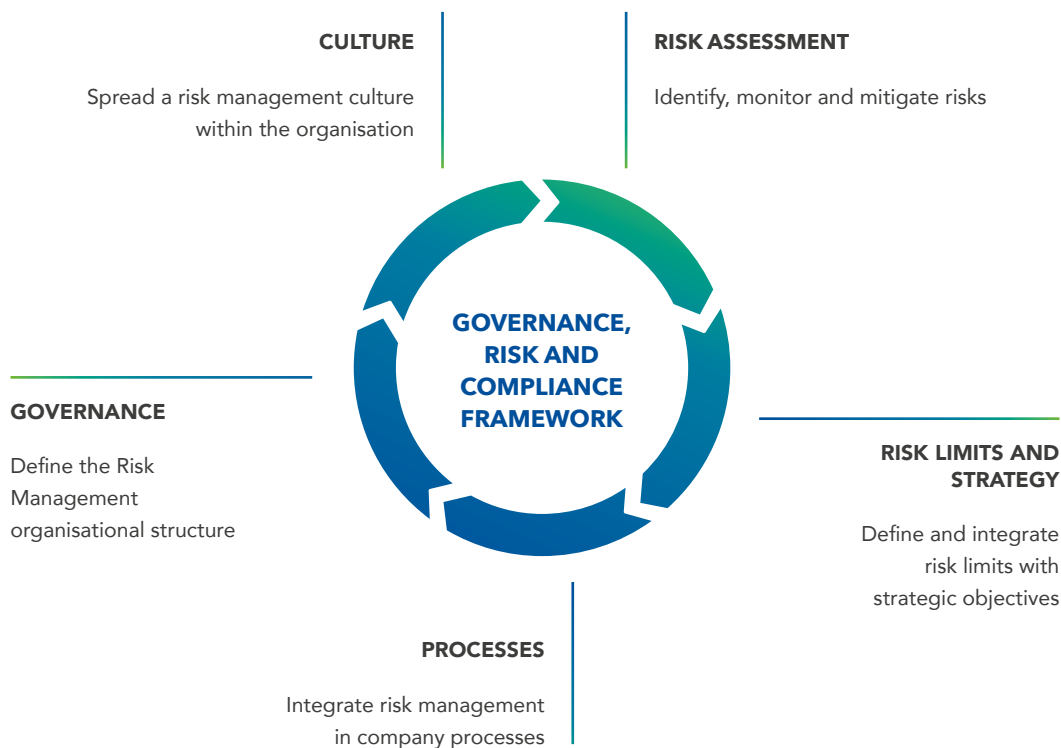 CULTURE
Spread a risk management culture
within the organisation
RISK ASSESSMENT
Identify, monitor and mitigate risks
GOVERNANCE,
RISK AND
COMPLIANCE
FRAMEWORK
GOVERNANCE
Define the Risk
Management
organisational structure
RISK LIMITS AND
STRATEGY
Define and integrate
risk limits with
strategic objectives
PROCESSES
Integrate risk management
in company processes